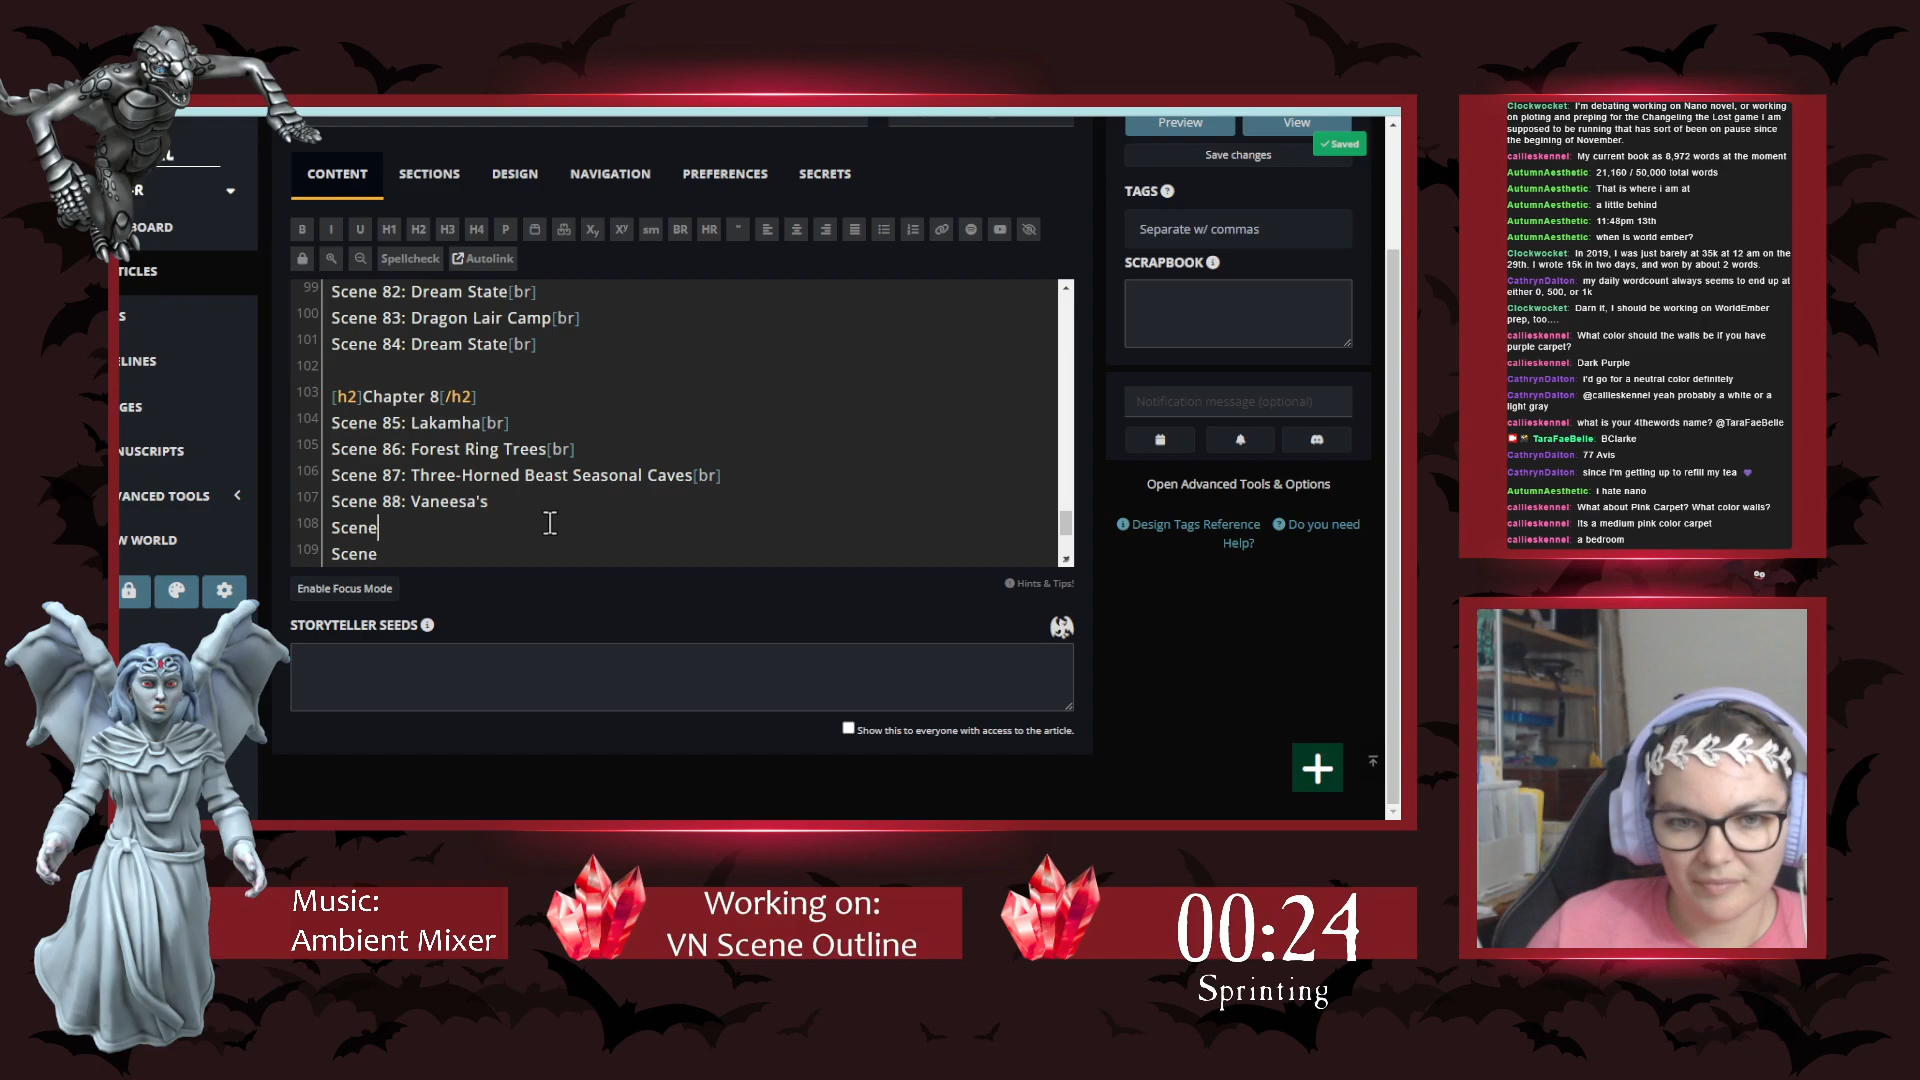 Preview
View
Saved
Save changes
CONTENT
SECTIONS
DESIGN
NAVIGATION
PREFERENCES
SECRETS
-R
BOARD
TICLES
S
ELINES
GES
NUSCRIPTS
VANCED TOOLS
W WORLD
B I U H1 H2 H3 H4 P Xy XY sm BR HR "
Spellcheck
Autolink
99 Scene 82: Dream State[br]
100 Scene 83: Dragon Lair Camp[br]
101 Scene 84: Dream State[br]
102
103 [h2]Chapter 8[/h2]
104 Scene 85: Lakamha[br]
105 Scene 86: Forest Ring Trees[br]
106 Scene 87: Three-Horned Beast Seasonal Caves[br]
107 Scene 88: Vaneesa's
108 Scene
109 Scene
Enable Focus Mode
Hints & Tips!
STORYTELLER SEEDS
Show this to everyone with access to the article.
TAGS
Separate w/ commas
SCRAPBOOK
Notification message (optional)
Open Advanced Tools & Options
Design Tags Reference
Do you need
Help?
Clockwocket: I'm debating working on Nano novel, or working
on ploting and preping for the Changeling the Lost game I am
supposed to be running that has sort of been on pause since
the begining of November.
callieskennel: My current book as 8,972 words at the moment
AutumnAesthetic: 21,160 / 50,000 total words
AutumnAesthetic: That is where i am at
AutumnAesthetic: a little behind
AutumnAesthetic: 11:48pm 13th
AutumnAesthetic: when is world ember?
Clockwocket: In 2019, I was just barely at 35k at 12 am on the
29th. I wrote 15k in two days, and won by about 2 words.
CathrynDalton: my daily wordcount always seems to end up at
either 0, 500, or 1k
Clockwocket: Darn it, I should be working on WorldEmber
prep, too....
callieskennel: What color should the walls be if you have
purple carpet?
callieskennel: Dark Purple
CathrynDalton: I'd go for a neutral color definitely
CathrynDalton: @callieskennel yeah probably a white or a
light gray
callieskennel: what is your 4thewords name? @TaraFaeBelle
TaraFaeBelle: BClarke
CathrynDalton: 77 Avis
CathrynDalton: since I'm getting up to refill my tea
AutumnAesthetic: I hate nano
callieskennel: What about Pink Carpet? What color walls?
callieskennel: Its a medium pink color carpet
callieskennel: a bedroom
Music:
Ambient Mixer
Working on:
VN Scene Outline
00:24
Sprinting